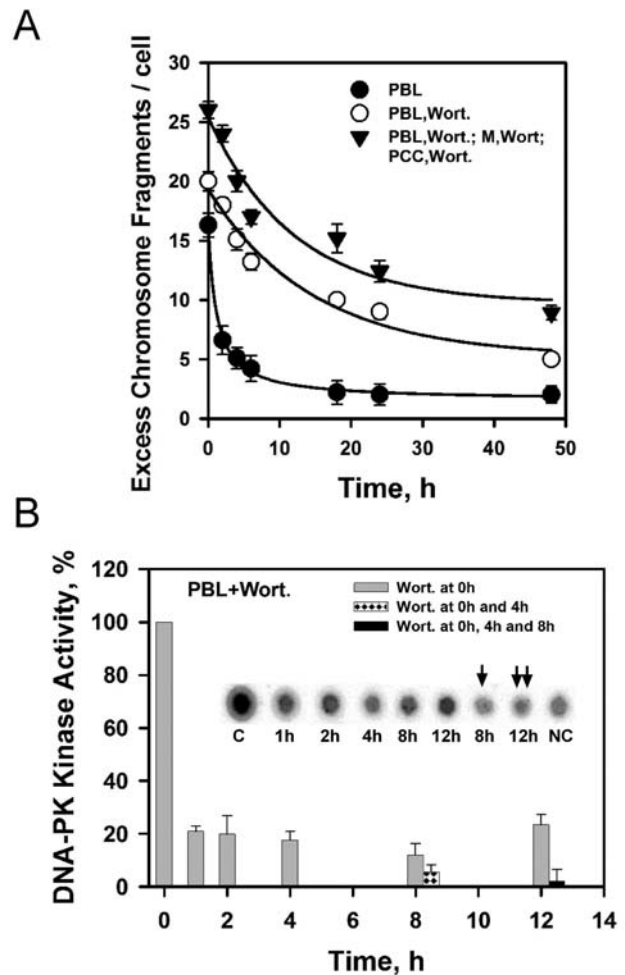 A
Excess Chromosome Fragments / cell
30
25
20
15
10
5
0
PBL
PBL,Wort.
PBL,Wort.; M,Wort;
PCC,Wort.
0 10 20 30 40 50
Time, h
B
DNA-PK Kinase Activity, %
120
100
80
60
40
20
0
PBL+Wort.
Wort. at 0h
Wort. at 0h and 4h
Wort. at 0h, 4h and 8h
C 1h 2h 4h 8h 12h 8h 12h NC
0 2 4 6 8 10 12 14
Time, h